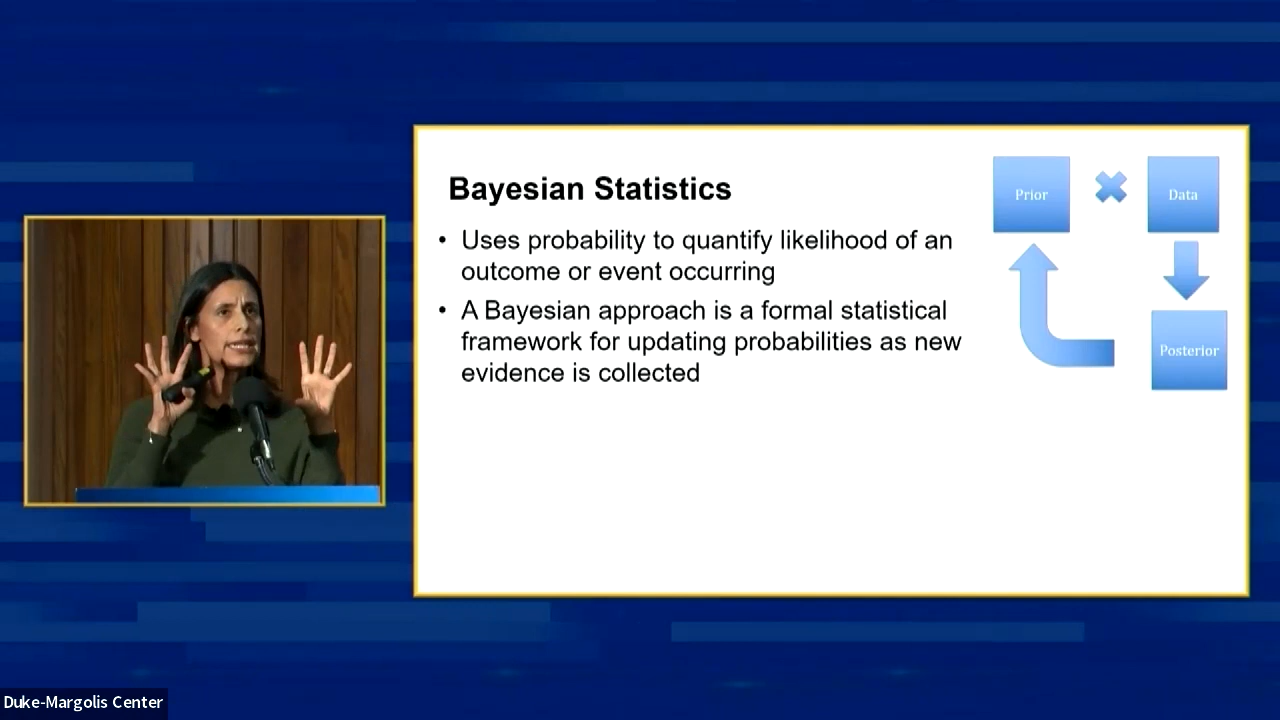 Bayesian Statistics
• Uses probability to quantify likelihood of an
outcome or event occurring
• A Bayesian approach is a formal statistical
framework for updating probabilities as new
evidence is collected
Prior
Data
Posterior
Duke-Margolis Center